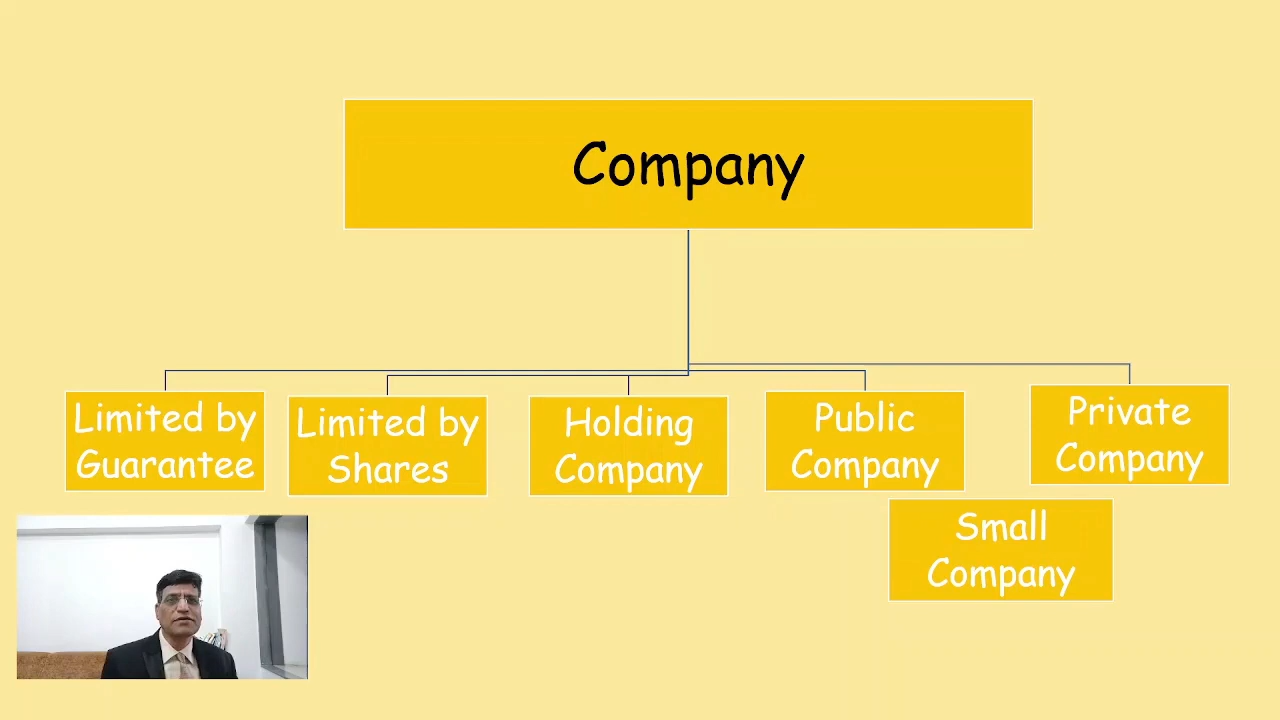 Company
Limited by
Guarantee
Limited by
Shares
Holding
Company
Public
Company
Private
Company
Small
Company